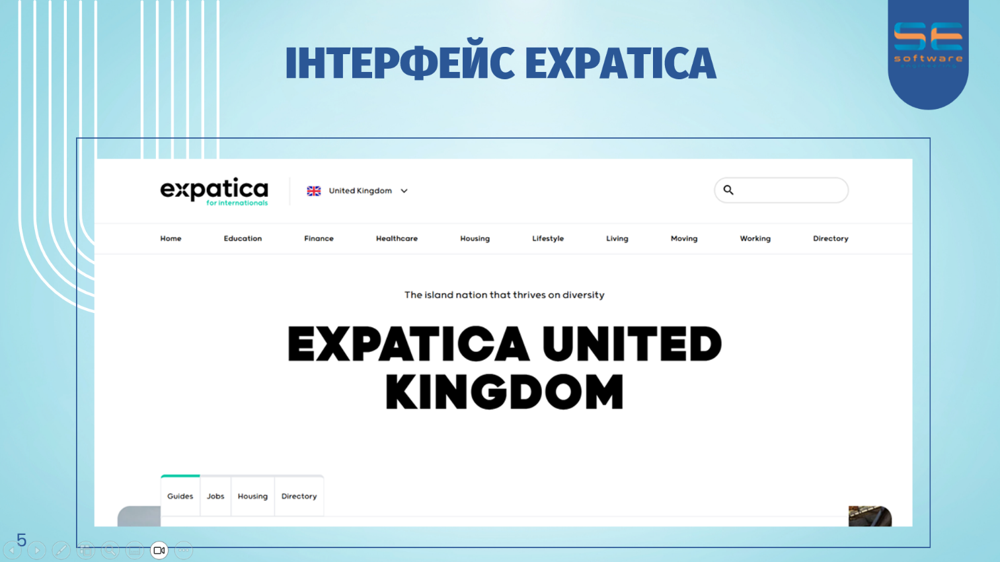 ІНТЕРФЕЙС EXPATICA
SE
software
engineering
expatica
for internationals
United Kingdom
Home Education Finance Healthcare Housing Lifestyle Living Moving Working Directory
The island nation that thrives on diversity
EXPATICA UNITED
KINGDOM
Guides Jobs Housing Directory
5